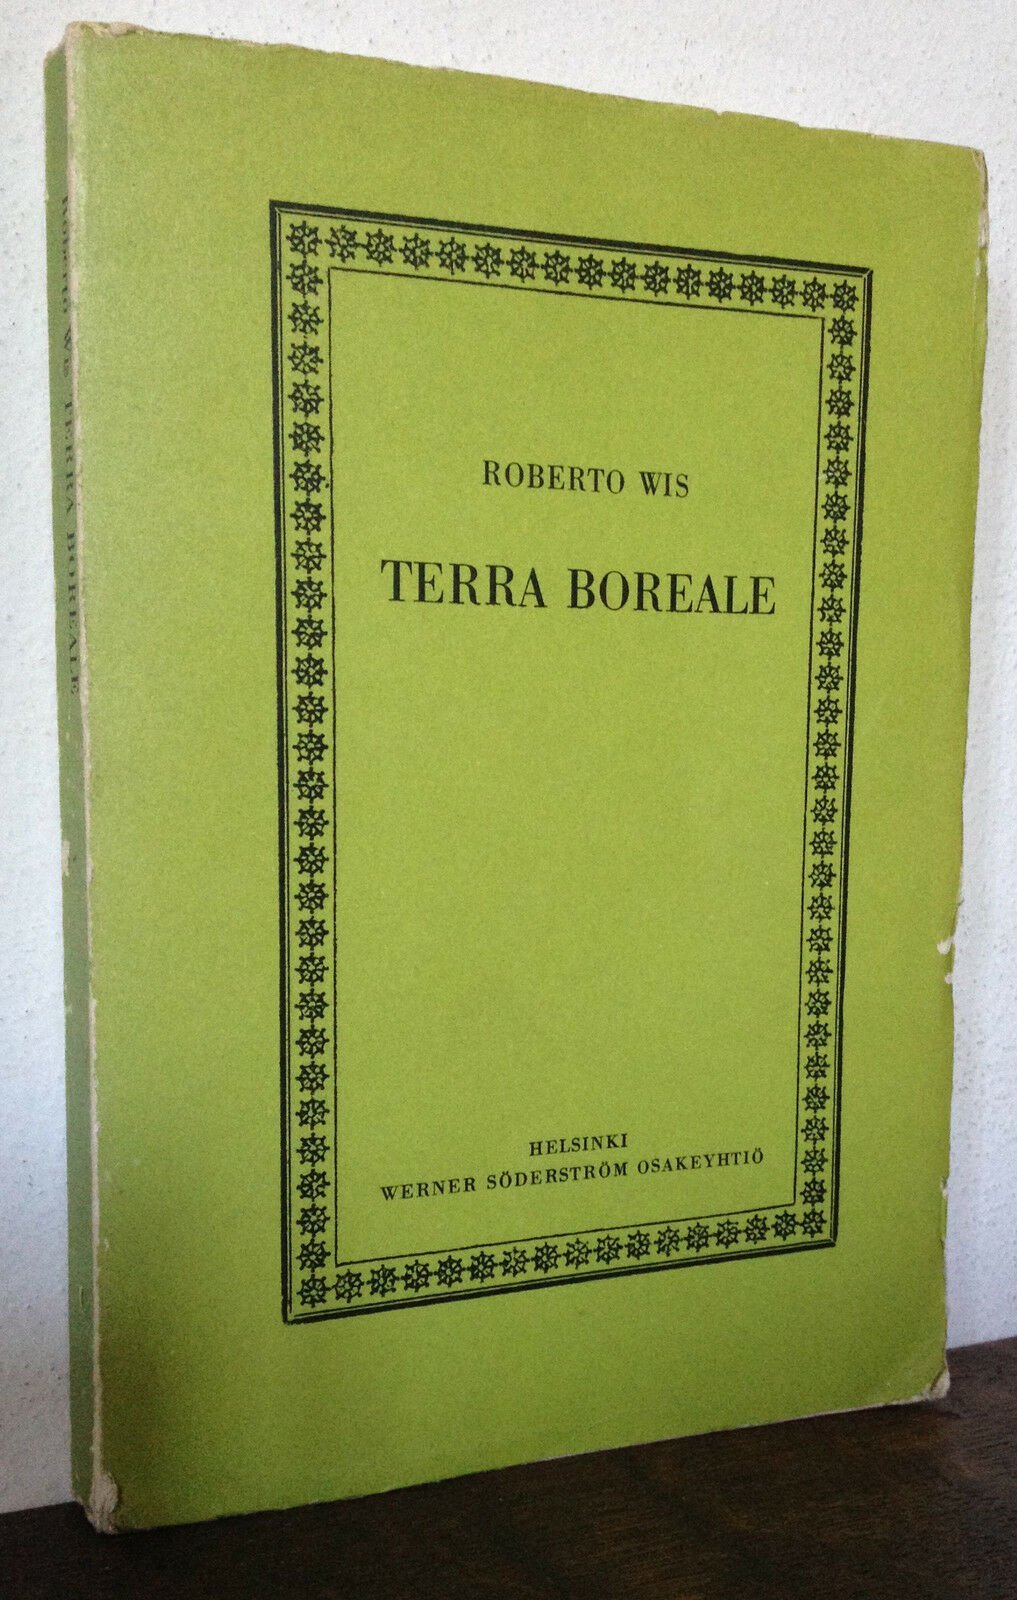 ROBERTO WIS
TERRA BOREALE
HELSINKI
WERNER SÖDERSTRÖM OSAKEYHTIÖ
ROBERTO WIS TERRA BOREALE